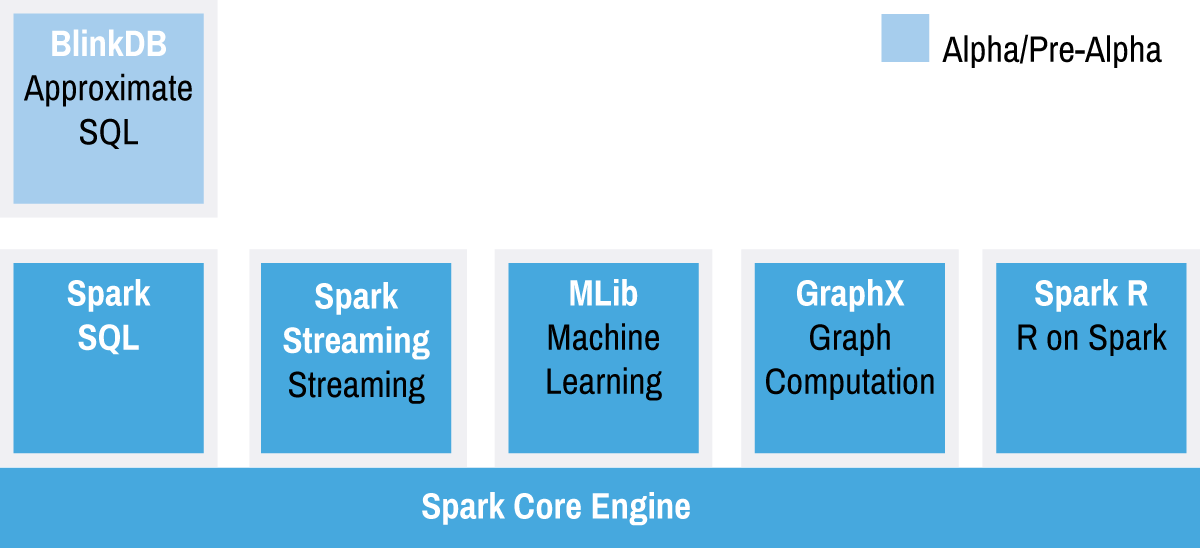 BlinkDB
Approximate
SQL
Alpha/Pre-Alpha
Spark
SQL
Spark
Streaming
Streaming
MLib
Machine
Learning
GraphX
Graph
Computation
Spark R
R on Spark
Spark Core Engine